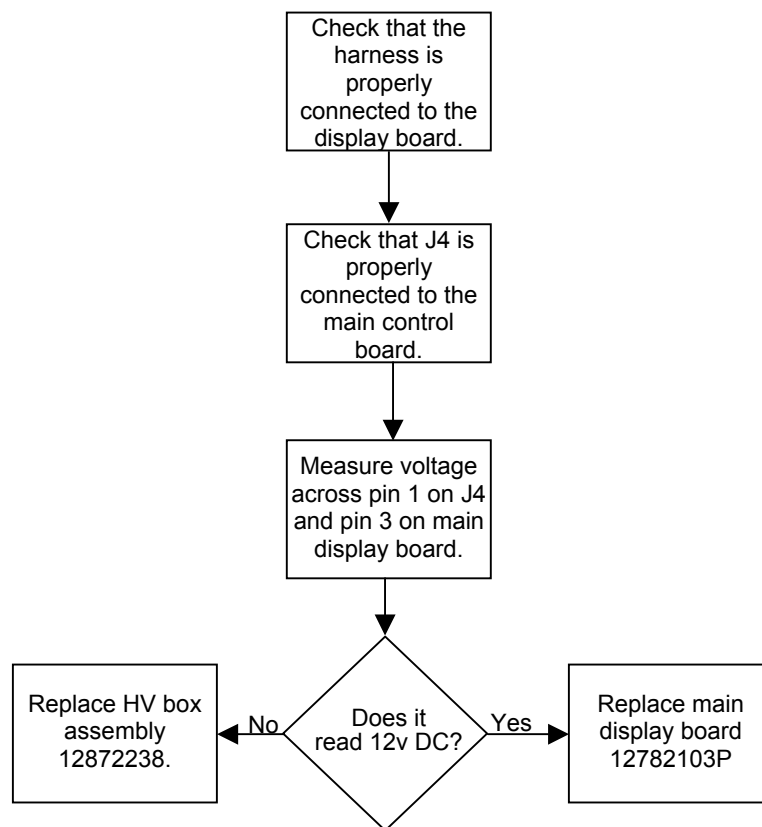 Check that the
harness is
properly
connected to the
display board.
Check that J4 is
properly
connected to the
main control
board.
Measure voltage
across pin 1 on J4
and pin 3 on main
display board.
Does it
read 12v DC?
No
Yes
Replace HV box
assembly
12872238.
Replace main
display board
12782103P